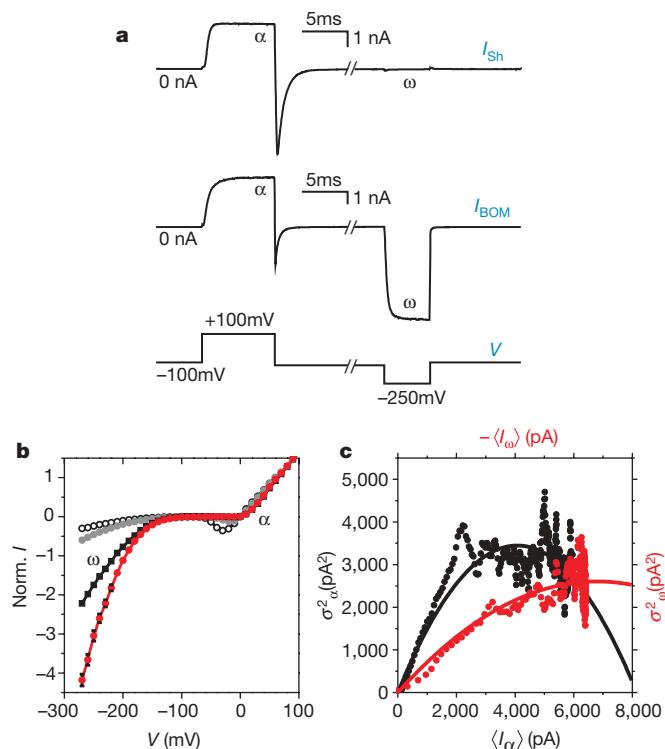 a
5ms
1 nA
α
I_Sh
0 nA
ω
5ms
1 nA
α
I_BOM
0 nA
ω
+100mV
V
−100mV
−250mV
b
1
0
−1
−2
−3
−4
Norm. I
α
ω
−300
−200
−100
0
100
V (mV)
c
−⟨I_ω⟩ (pA)
5,000
4,000
3,000
2,000
1,000
0
σ²_α(pA²)
σ²_ω(pA²)
0
2,000
4,000
6,000
8,000
⟨I_α⟩ (pA)